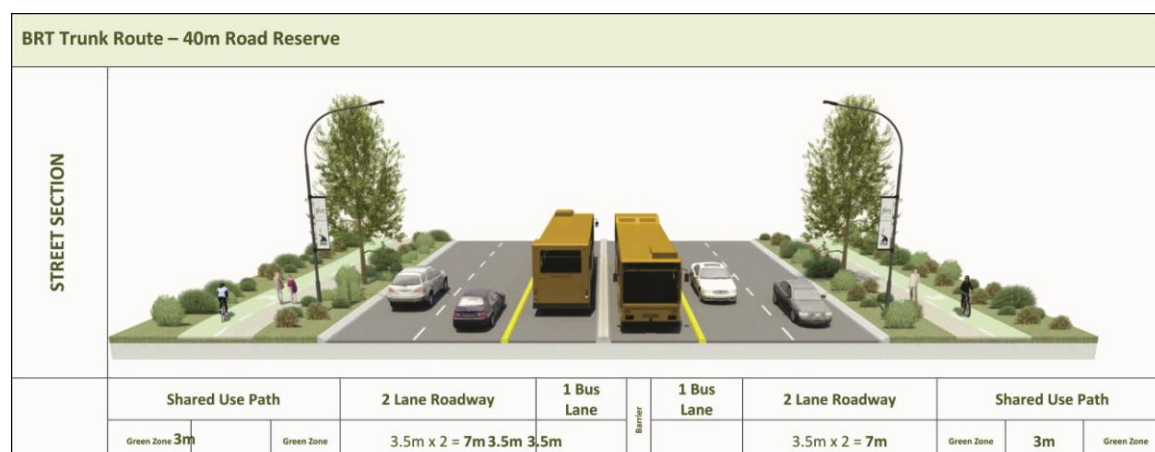 BRT Trunk Route – 40m Road Reserve
STREET SECTION
Shared Use Path
2 Lane Roadway
1 Bus
Lane
Barrier
1 Bus
Lane
2 Lane Roadway
Shared Use Path
Green Zone 3m
Green Zone
3.5m x 2 = 7m 3.5m 3.5m
3.5m x 2 = 7m
Green Zone
3m
Green Zone